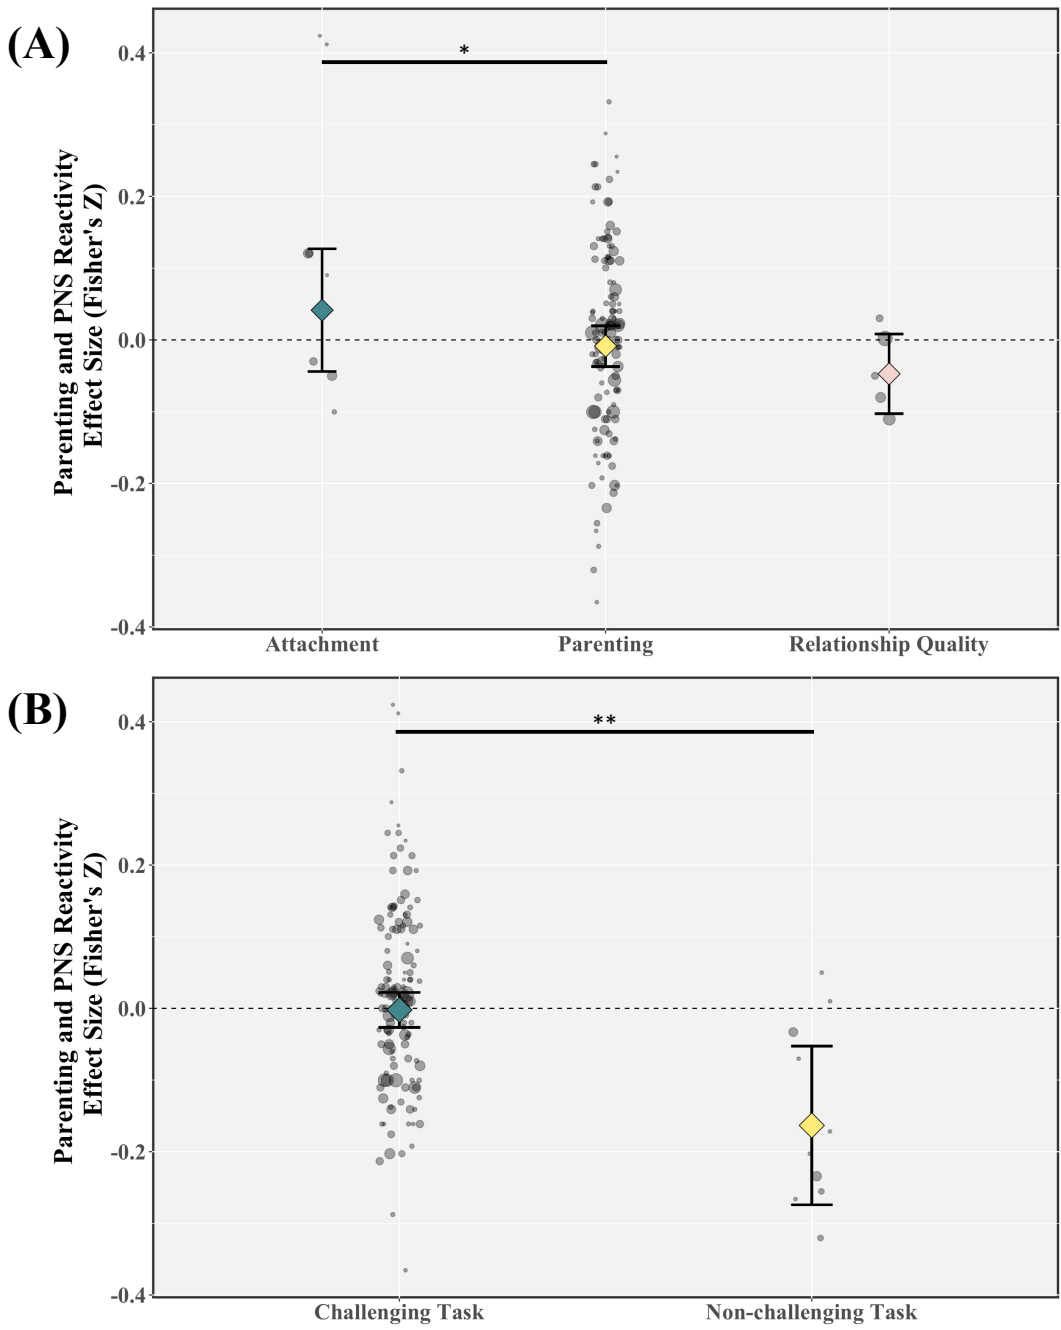 (A)
Parenting and PNS Reactivity
Effect Size (Fisher's Z)
*
0.4
0.2
0.0
-0.2
-0.4
Attachment Parenting Relationship Quality
(B)
Parenting and PNS Reactivity
Effect Size (Fisher's Z)
**
0.4
0.2
0.0
-0.2
-0.4
Challenging Task Non-challenging Task